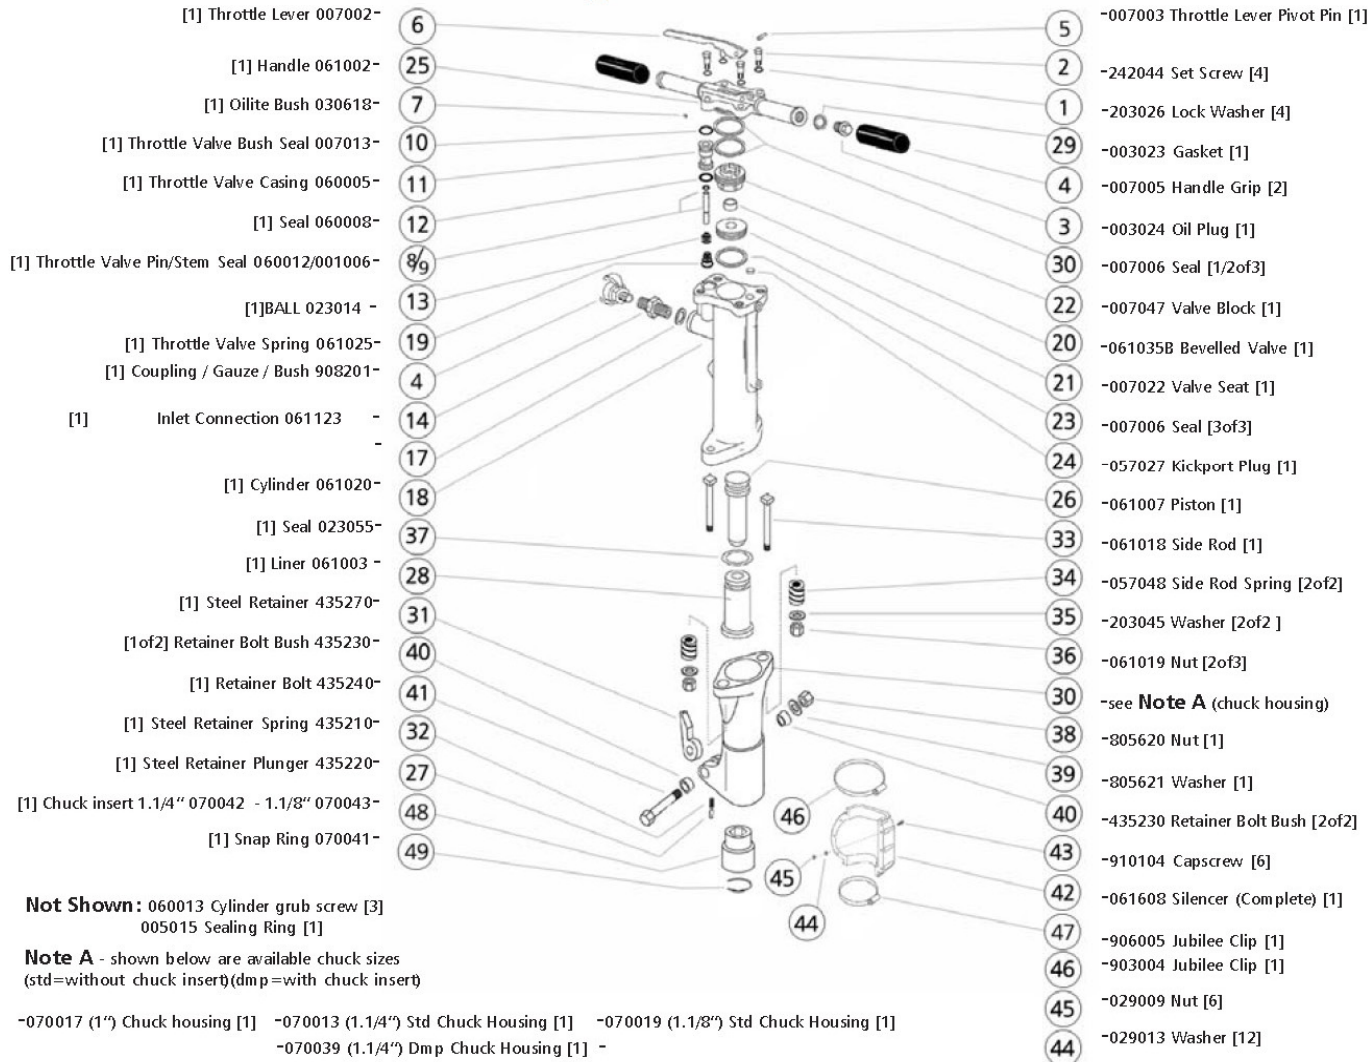 [1] Throttle Lever 007002-
[1] Handle 061002-
[1] Oilite Bush 030618-
[1] Throttle Valve Bush Seal 007013-
[1] Throttle Valve Casing 060005-
[1] Seal 060008-
[1] Throttle Valve Pin/Stem Seal 060012/001006-
[1]BALL 023014 -
[1] Throttle Valve Spring 061025-
[1] Coupling / Gauze / Bush 908201-
[1] Inlet Connection 061123 -
-
[1] Cylinder 061020-
[1] Seal 023055-
[1] Liner 061003 -
[1] Steel Retainer 435270-
[1of2] Retainer Bolt Bush 435230-
[1] Retainer Bolt 435240-
[1] Steel Retainer Spring 435210-
[1] Steel Retainer Plunger 435220-
[1] Chuck insert 1.1/4“ 070042 - 1.1/8“ 070043-
[1] Snap Ring 070041-
6
25
7
10
11
12
8/9
13
19
4
14
17
18
37
28
31
40
41
32
27
48
49
46
45
44
5
2
1
29
4
3
30
22
20
21
23
24
26
33
34
35
36
30
38
39
40
43
42
47
46
45
44
-007003 Throttle Lever Pivot Pin [1]
-242044 Set Screw [4]
-203026 Lock Washer [4]
-003023 Gasket [1]
-007005 Handle Grip [2]
-003024 Oil Plug [1]
-007006 Seal [1/2of3]
-007047 Valve Block [1]
-061035B Bevelled Valve [1]
-007022 Valve Seat [1]
-007006 Seal [3of3]
-057027 Kickport Plug [1]
-061007 Piston [1]
-061018 Side Rod [1]
-057048 Side Rod Spring [2of2]
-203045 Washer [2of2 ]
-061019 Nut [2of3]
-see Note A (chuck housing)
-805620 Nut [1]
-805621 Washer [1]
-435230 Retainer Bolt Bush [2of2]
-910104 Capscrew [6]
-061608 Silencer (Complete) [1]
-906005 Jubilee Clip [1]
-903004 Jubilee Clip [1]
-029009 Nut [6]
-029013 Washer [12]
Not Shown: 060013 Cylinder grub screw [3]
005015 Sealing Ring [1]
Note A - shown below are available chuck sizes
(std=without chuck insert)(dmp=with chuck insert)
-070017 (1“) Chuck housing [1] -070013 (1.1/4“) Std Chuck Housing [1] -070019 (1.1/8“) Std Chuck Housing [1]
-070039 (1.1/4“) Dmp Chuck Housing [1] -